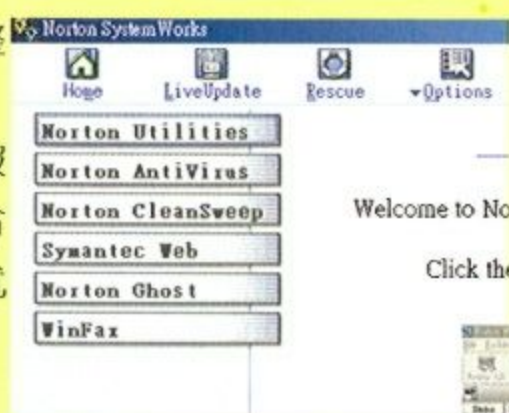 Norton SystemWorks
Home LiveUpdate Rescue Options
Norton Utilities
Norton AntiVirus
Norton CleanSweep
Symantec Web
Norton Ghost
WinFax
Welcome to No
Click the